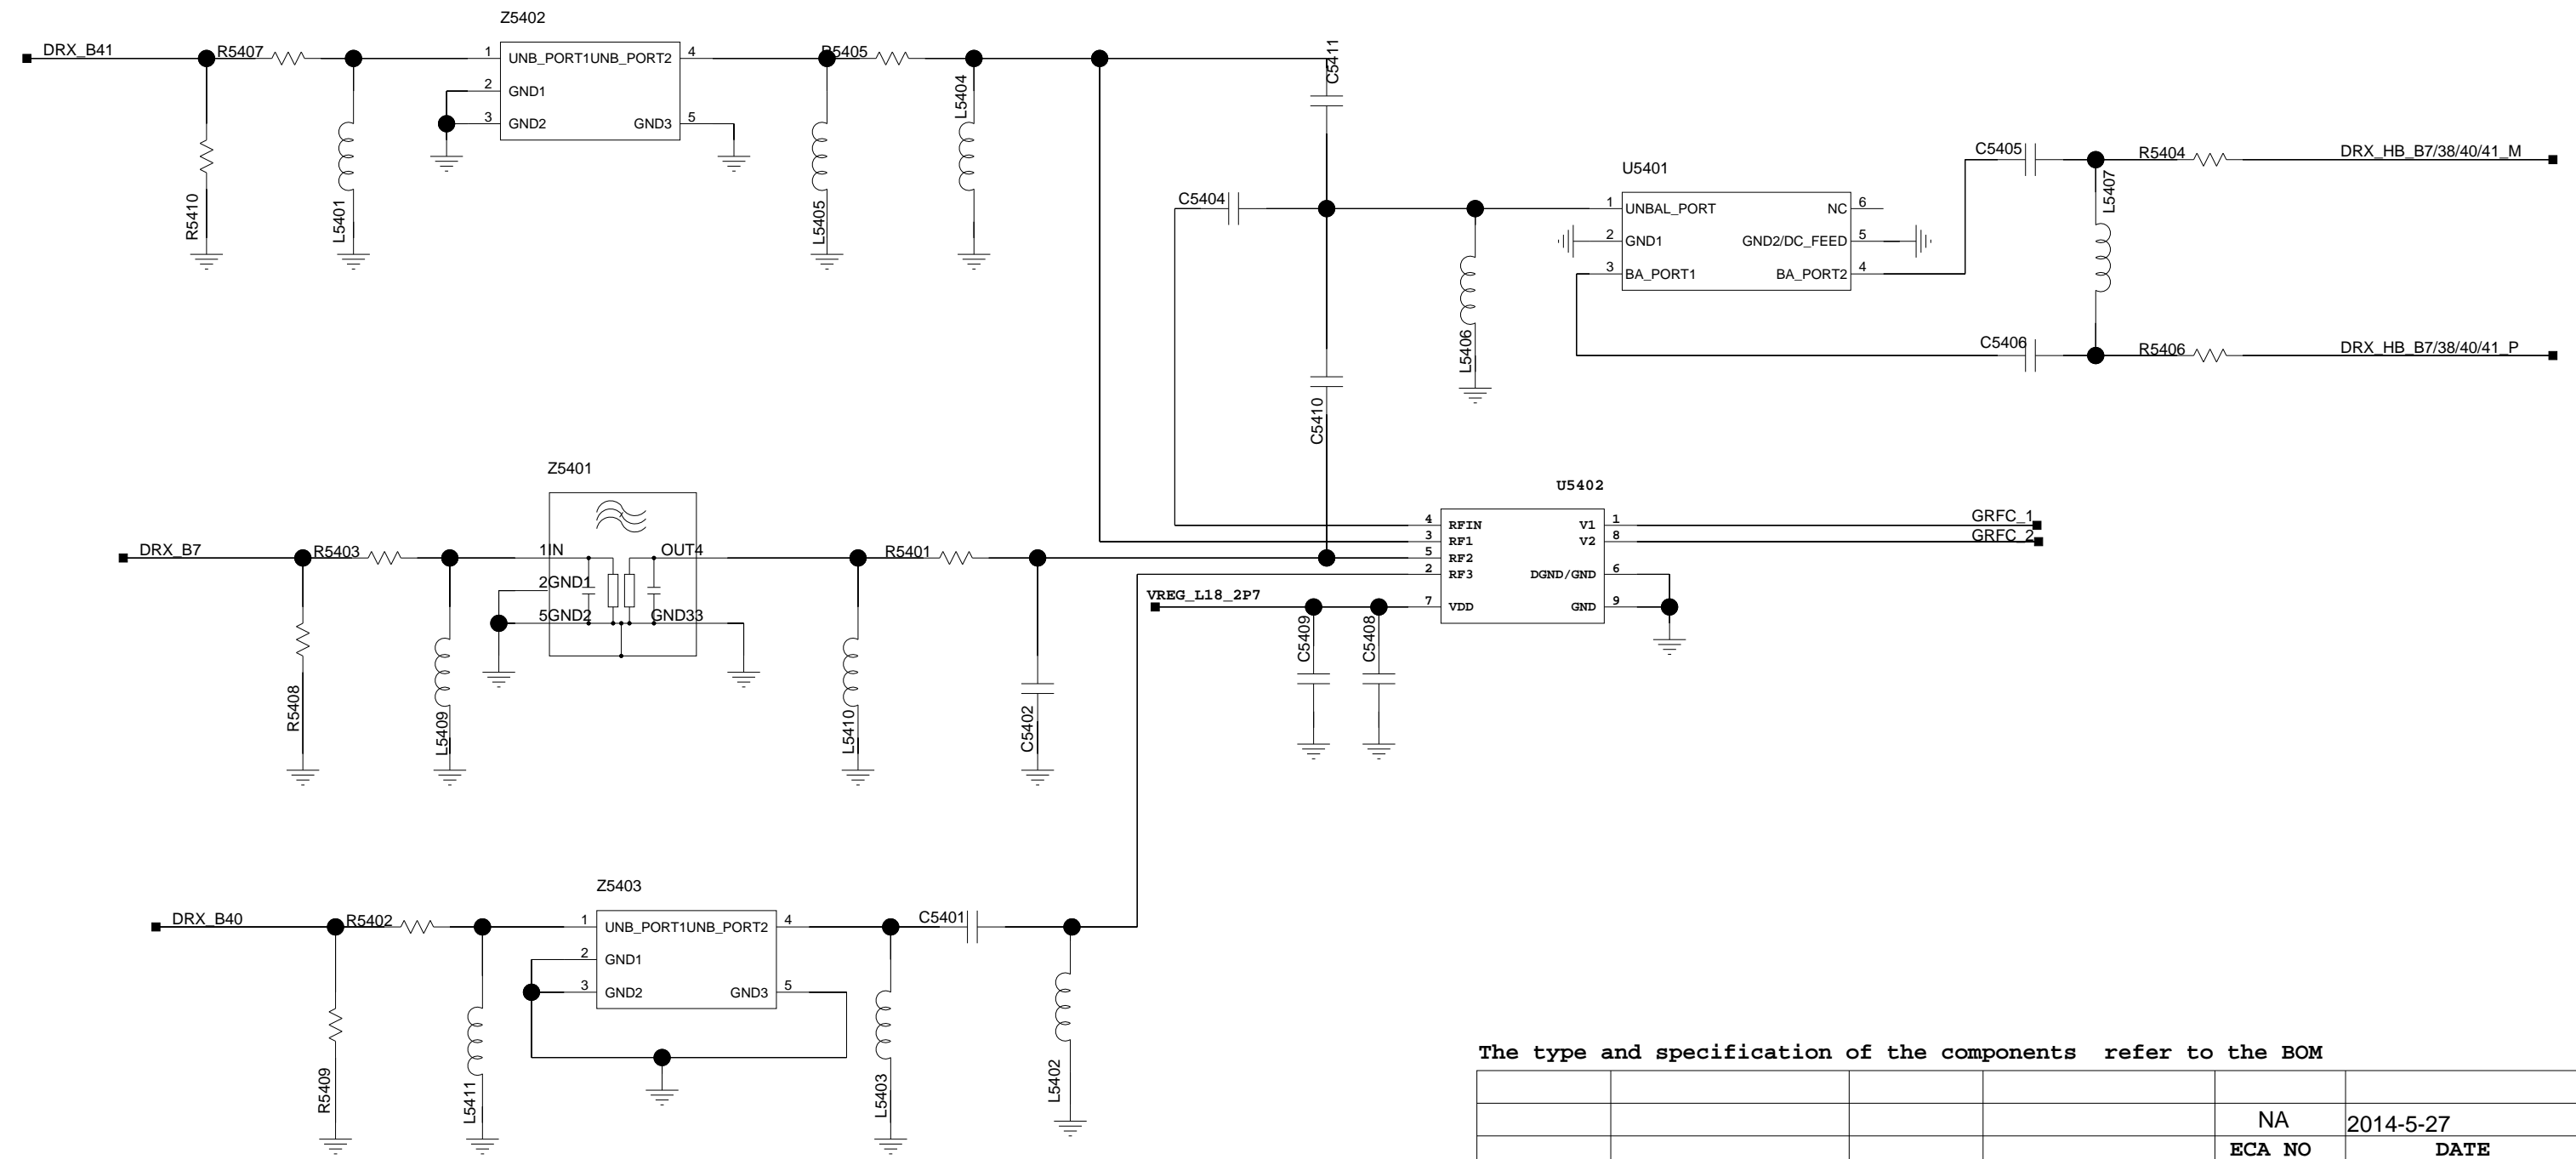 Z5402
DRX_B41
R5407
1 UNB_PORT1UNB_PORT2 4
2 GND1
3 GND2 GND3 5
R5405
L5404
C5411
R5410
L5401
L5405
C5404
U5401
1 UNBAL_PORT NC 6
2 GND1 GND2/DC_FEED 5
3 BA_PORT1 BA_PORT2 4
C5405
R5404
DRX_HB_B7/38/40/41_M
L5407
L5406
C5406
R5406
DRX_HB_B7/38/40/41_P
C5410
Z5401
DRX_B7
R5403
1IN OUT4
2GND1
5GND2 GND33
R5401
R5408
L5409
L5410
C5402
U5402
4 RFIN V1 1
3 RF1 V2 8
5 RF2
2 RF3 DGND/GND 6
7 VDD GND 9
GRFC_1
GRFC_2
VREG_L18_2P7
C5409
C5408
Z5403
DRX_B40
R5402
1 UNB_PORT1UNB_PORT2 4
2 GND1
3 GND2 GND3 5
C5401
R5409
L5411
L5403
L5402
The type and specification of the components refer to the BOM
NA 2014-5-27
ECA NO DATE